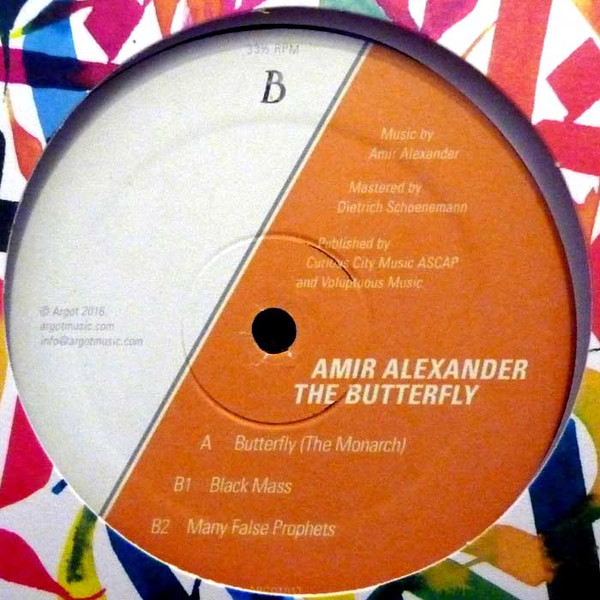 33⅓ RPM
B
Music by
Amir Alexander
Mastered by
Dietrich Schoenemann
Published by
Curious City Music ASCAP
and Voluptuous Music
© Argot 2016
argotmusic.com
info@argotmusic.com
AMIR ALEXANDER
THE BUTTERFLY
A Butterfly (The Monarch)
B1 Black Mass
B2 Many False Prophets